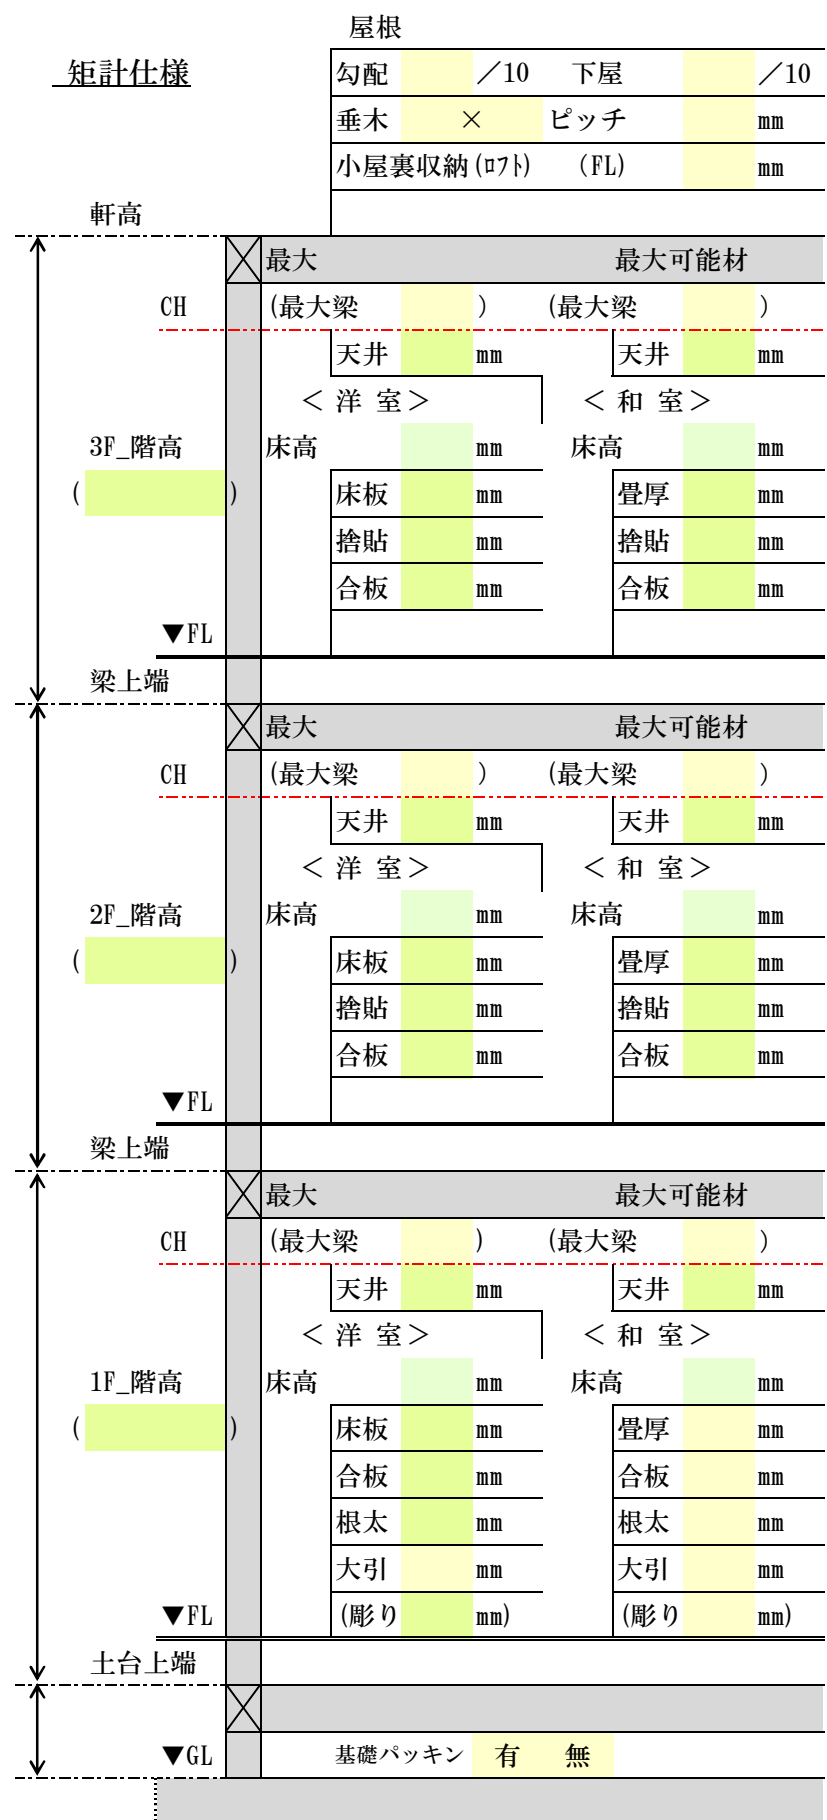 屋根
矩計仕様
勾配 ／10 下屋 ／10
垂木 × ピッチ mm
小屋裏収納(ﾛﾌﾄ) (FL) mm
軒高
最大 最大可能材
CH (最大梁 ) (最大梁 )
天井 mm 天井 mm
＜ 洋 室＞ ＜ 和 室＞
3F_階高 床高 mm 床高 mm
( ) 床板 mm 畳厚 mm
捨貼 mm 捨貼 mm
合板 mm 合板 mm
▼FL
梁上端
最大 最大可能材
CH (最大梁 ) (最大梁 )
天井 mm 天井 mm
＜ 洋 室＞ ＜ 和 室＞
2F_階高 床高 mm 床高 mm
( ) 床板 mm 畳厚 mm
捨貼 mm 捨貼 mm
合板 mm 合板 mm
▼FL
梁上端
最大 最大可能材
CH (最大梁 ) (最大梁 )
天井 mm 天井 mm
＜ 洋 室＞ ＜ 和 室＞
1F_階高 床高 mm 床高 mm
( ) 床板 mm 畳厚 mm
合板 mm 合板 mm
根太 mm 根太 mm
大引 mm 大引 mm
▼FL (彫り mm) (彫り mm)
土台上端
▼GL 基礎パッキン 有 無